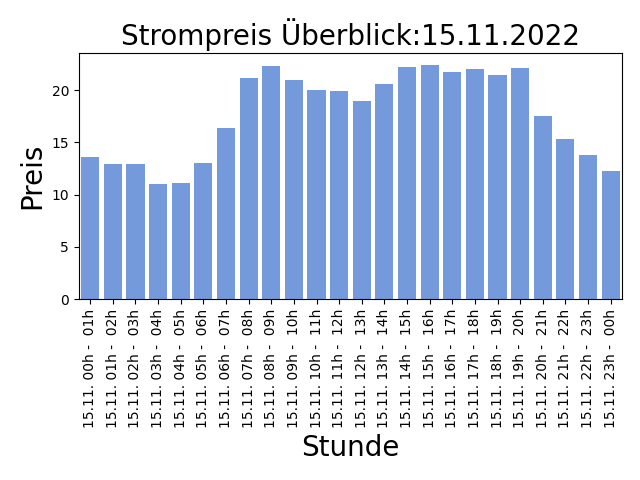 Strompreis Überblick:15.11.2022
Preis
20
15
10
5
0
15.11. 00h - 01h
15.11. 01h - 02h
15.11. 02h - 03h
15.11. 03h - 04h
15.11. 04h - 05h
15.11. 05h - 06h
15.11. 06h - 07h
15.11. 07h - 08h
15.11. 08h - 09h
15.11. 09h - 10h
15.11. 10h - 11h
15.11. 11h - 12h
15.11. 12h - 13h
15.11. 13h - 14h
15.11. 14h - 15h
15.11. 15h - 16h
15.11. 16h - 17h
15.11. 17h - 18h
15.11. 18h - 19h
15.11. 19h - 20h
15.11. 20h - 21h
15.11. 21h - 22h
15.11. 22h - 23h
15.11. 23h - 00h
Stunde